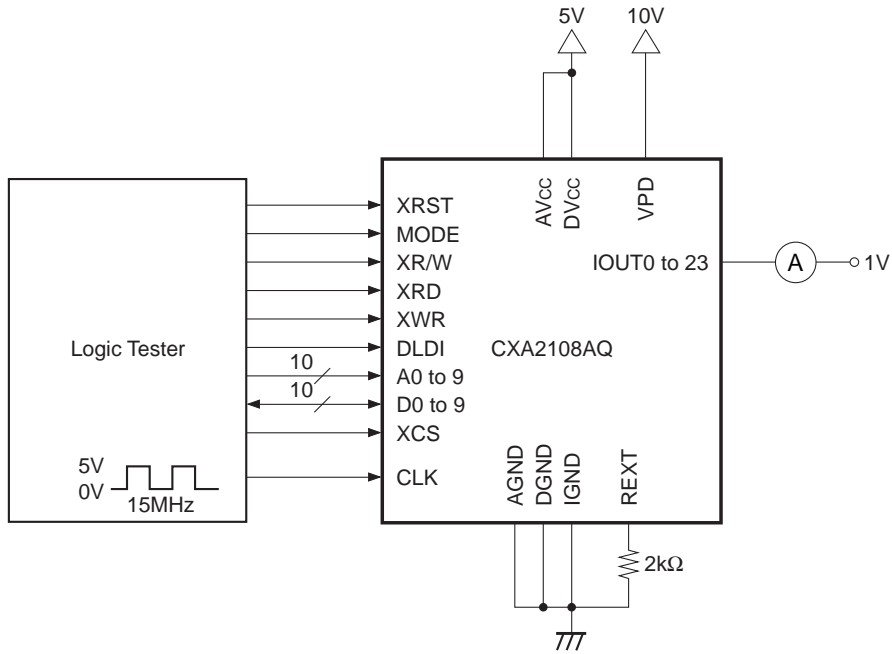 5V
10V
AVCC
DVCC
VPD
XRST
MODE
XR/W
XRD
XWR
DLDI
A0 to 9
D0 to 9
XCS
CLK
10
10
IOUT0 to 23
A
1V
Logic Tester
CXA2108AQ
5V
0V
15MHz
AGND
DGND
IGND
REXT
2kΩ